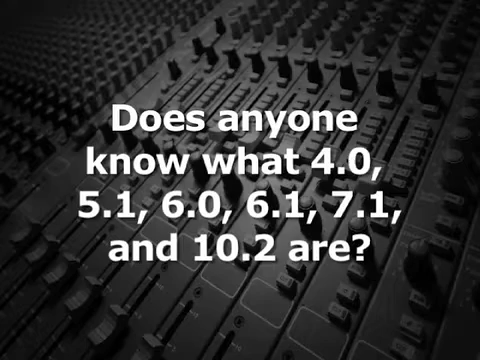 Does anyone
know what 4.0,
5.1, 6.0, 6.1, 7.1,
and 10.2 are?